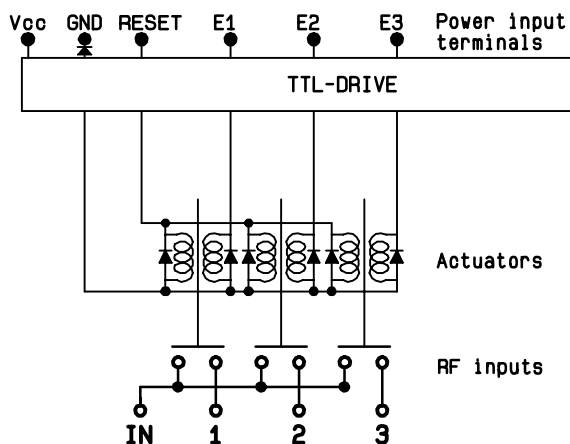 Vcc GND RESET E1 E2 E3 Power input
terminals
TTL-DRIVE
Actuators
RF inputs
IN 1 2 3